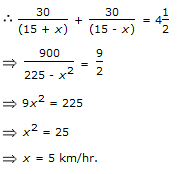 ∴ 30/(15 + x) + 30/(15 - x) = 4 1/2
⇒ 900/(225 - x²) = 9/2
⇒ 9x² = 225
⇒ x² = 25
⇒ x = 5 km/hr.